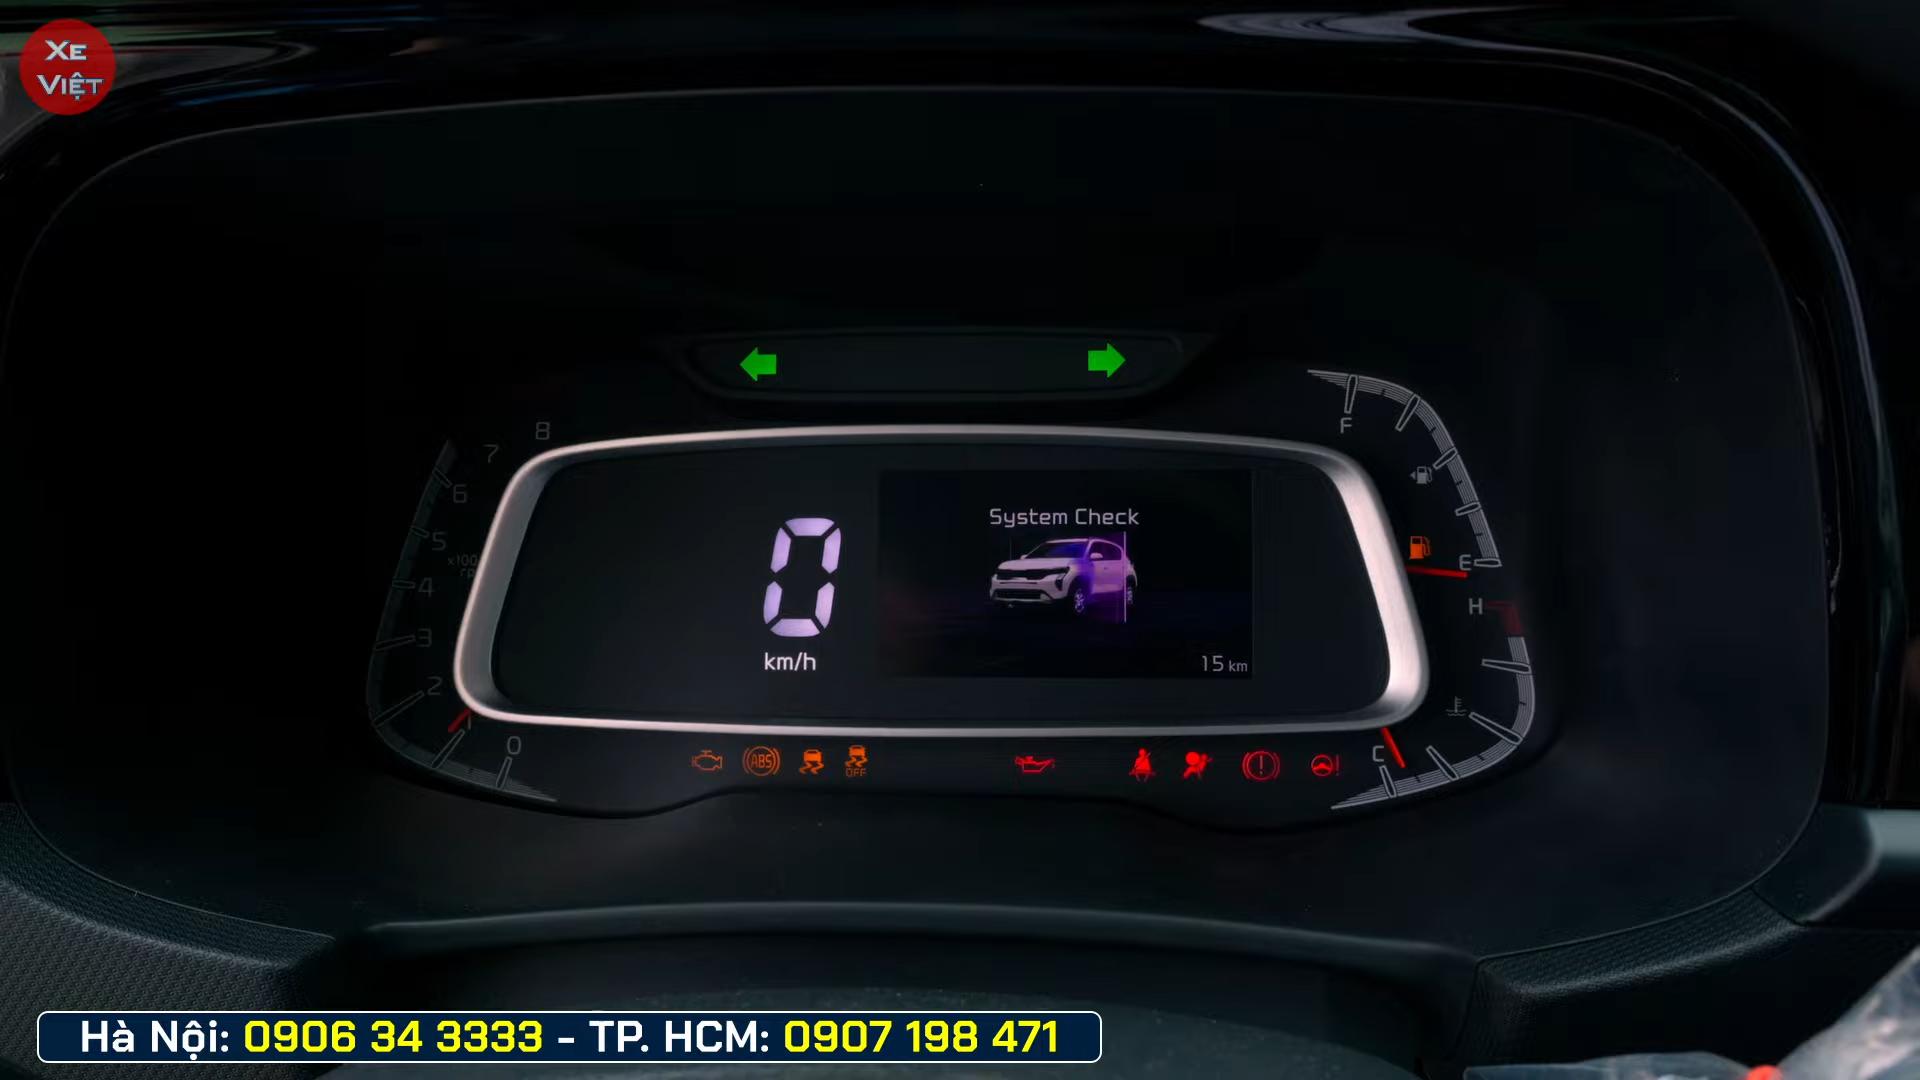 XE
VIỆT
8
7
6
5
4
3
2
1
0
F
E
H
C
System Check
0
km/h
15 km
ABS
OFF
Hà Nội: 0906 34 3333 - TP. HCM: 0907 198 471